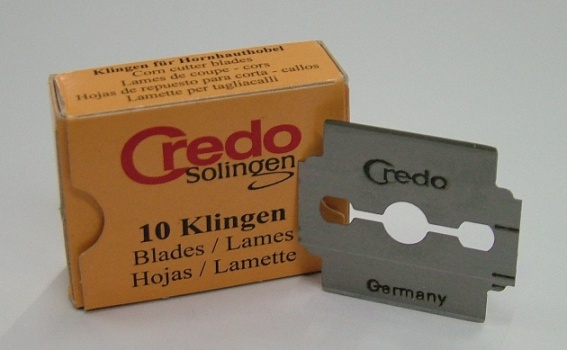 Klingen für Hornhauthobel
Corn cutter blades
Lames de coupe - cors
Hojas de repuesto para corta - callos
Lamette per tagliacalli
Credo
Solingen
10 Klingen
Blades / Lames
Hojas / Lamette
Credo
Germany